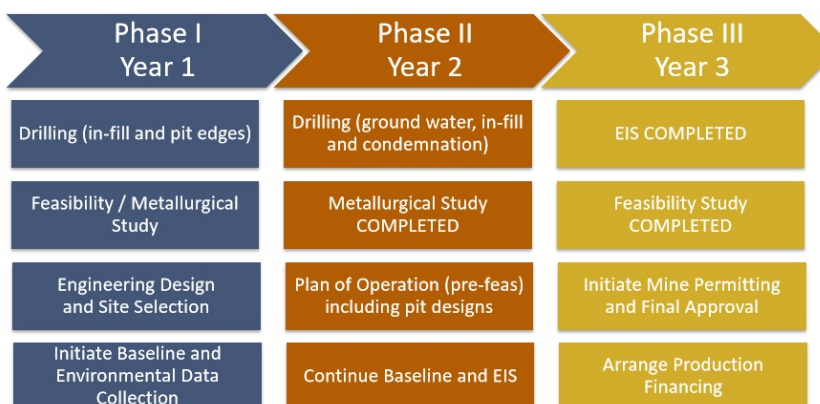 Phase I
Year 1
Phase II
Year 2
Phase III
Year 3
Drilling (in-fill and pit edges)
Drilling (ground water, in-fill
and condemnation)
EIS COMPLETED
Feasibility / Metallurgical
Study
Metallurgical Study
COMPLETED
Feasibility Study
COMPLETED
Engineering Design
and Site Selection
Plan of Operation (pre-feas)
including pit designs
Initiate Mine Permitting
and Final Approval
Initiate Baseline and
Environmental Data
Collection
Continue Baseline and EIS
Arrange Production
Financing